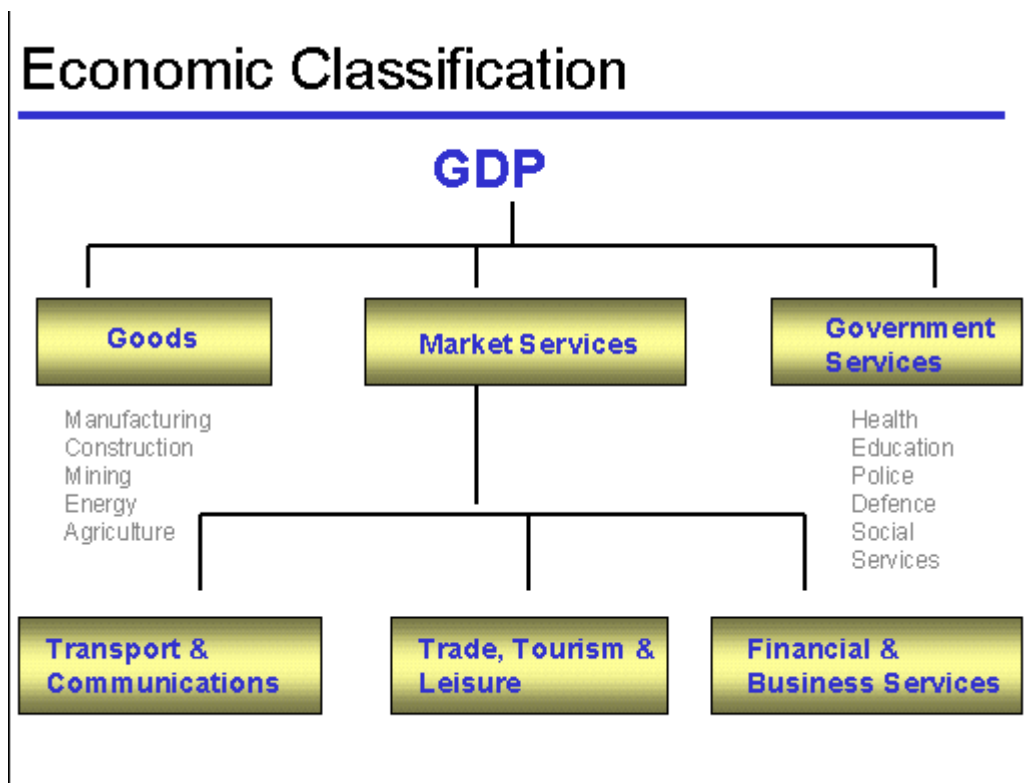 Economic Classification
GDP
Goods
Market Services
Government
Services
Manufacturing
Construction
Mining
Energy
Agriculture
Health
Education
Police
Defence
Social
Services
Transport &
Communications
Trade, Tourism &
Leisure
Financial &
Business Services